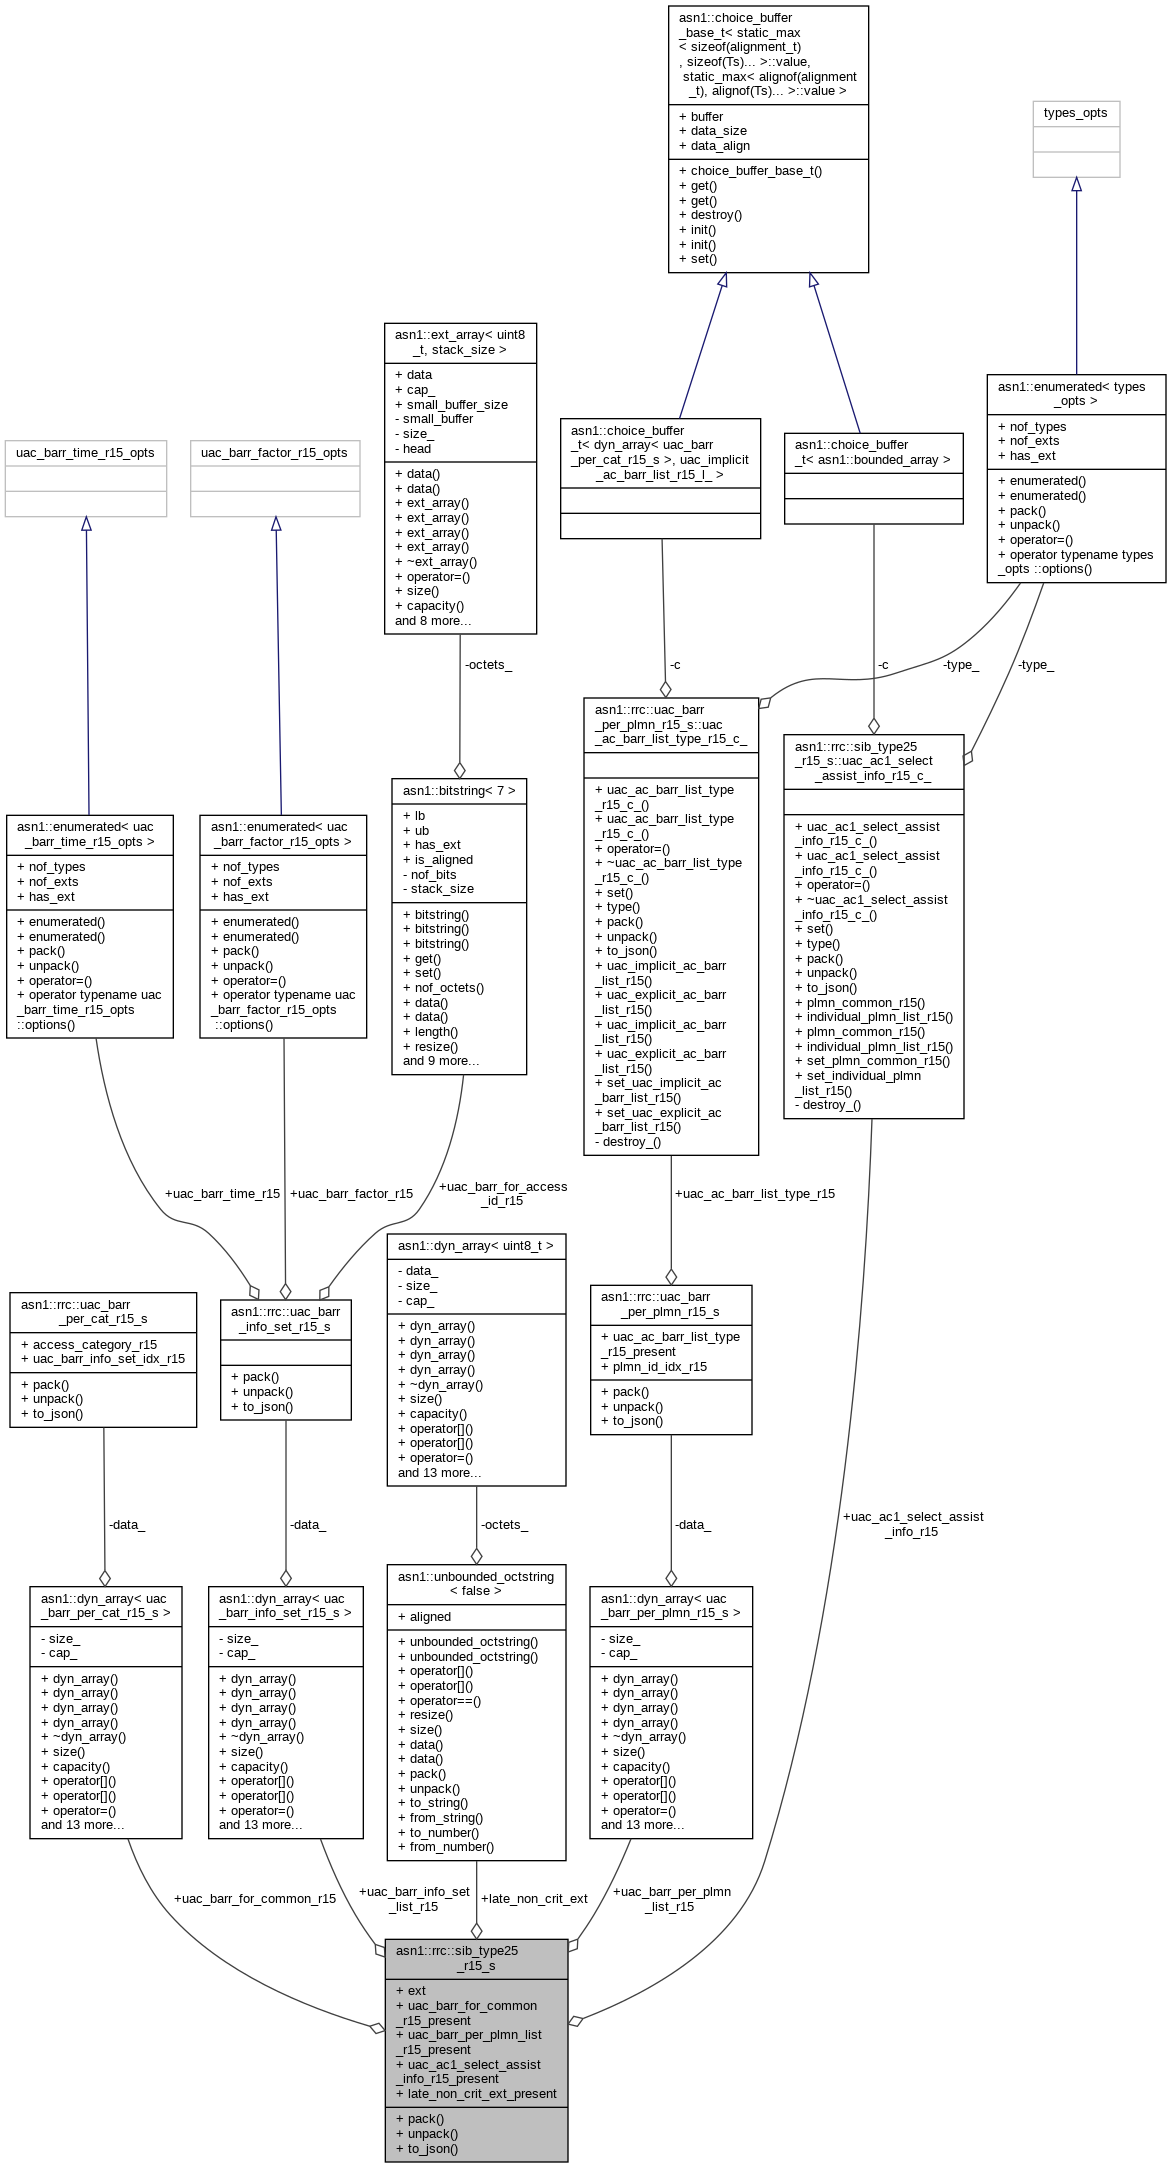 asn1::choice_buffer
_base_t< static_max
< sizeof(alignment_t)
, sizeof(Ts)... >::value,
static_max< alignof(alignment
_t), alignof(Ts)... >::value >
+ buffer
+ data_size
+ data_align
+ choice_buffer_base_t()
+ get()
+ get()
+ destroy()
+ init()
+ init()
+ set()
types_opts
asn1::ext_array< uint8
_t, stack_size >
+ data
+ cap_
+ small_buffer_size
- small_buffer
- size_
- head
+ data()
+ data()
+ ext_array()
+ ext_array()
+ ext_array()
+ ext_array()
+ ~ext_array()
+ operator=()
+ size()
+ capacity()
and 8 more...
asn1::enumerated< types
_opts >
+ nof_types
+ nof_exts
+ has_ext
+ enumerated()
+ enumerated()
+ pack()
+ unpack()
+ operator=()
+ operator typename types
_opts ::options()
asn1::choice_buffer
_t< dyn_array< uac_barr
_per_cat_r15_s >, uac_implicit
_ac_barr_list_r15_l_ >
asn1::choice_buffer
_t< asn1::bounded_array >
uac_barr_time_r15_opts
uac_barr_factor_r15_opts
-octets_
-c
-c
-type_
-type_
asn1::rrc::uac_barr
_per_plmn_r15_s::uac
_ac_barr_list_type_r15_c_
+ uac_ac_barr_list_type
_r15_c_()
+ uac_ac_barr_list_type
_r15_c_()
+ operator=()
+ ~uac_ac_barr_list_type
_r15_c_()
+ set()
+ type()
+ pack()
+ unpack()
+ to_json()
+ uac_implicit_ac_barr
_list_r15()
+ uac_explicit_ac_barr
_list_r15()
+ uac_implicit_ac_barr
_list_r15()
+ uac_explicit_ac_barr
_list_r15()
+ set_uac_implicit_ac
_barr_list_r15()
+ set_uac_explicit_ac
_barr_list_r15()
- destroy_()
asn1::rrc::sib_type25
_r15_s::uac_ac1_select
_assist_info_r15_c_
+ uac_ac1_select_assist
_info_r15_c_()
+ uac_ac1_select_assist
_info_r15_c_()
+ operator=()
+ ~uac_ac1_select_assist
_info_r15_c_()
+ set()
+ type()
+ pack()
+ unpack()
+ to_json()
+ plmn_common_r15()
+ individual_plmn_list_r15()
+ plmn_common_r15()
+ individual_plmn_list_r15()
+ set_plmn_common_r15()
+ set_individual_plmn
_list_r15()
- destroy_()
asn1::bitstring< 7 >
+ lb
+ ub
+ has_ext
+ is_aligned
- nof_bits
- stack_size
+ bitstring()
+ bitstring()
+ bitstring()
+ get()
+ set()
+ nof_octets()
+ data()
+ data()
+ length()
+ resize()
and 9 more...
asn1::enumerated< uac
_barr_time_r15_opts >
+ nof_types
+ nof_exts
+ has_ext
+ enumerated()
+ enumerated()
+ pack()
+ unpack()
+ operator=()
+ operator typename uac
_barr_time_r15_opts
::options()
asn1::enumerated< uac
_barr_factor_r15_opts >
+ nof_types
+ nof_exts
+ has_ext
+ enumerated()
+ enumerated()
+ pack()
+ unpack()
+ operator=()
+ operator typename uac
_barr_factor_r15_opts
::options()
+uac_barr_time_r15
+uac_barr_factor_r15
+uac_barr_for_access
_id_r15
+uac_ac_barr_list_type_r15
asn1::rrc::uac_barr
_per_cat_r15_s
+ access_category_r15
+ uac_barr_info_set_idx_r15
+ pack()
+ unpack()
+ to_json()
asn1::rrc::uac_barr
_info_set_r15_s
+ pack()
+ unpack()
+ to_json()
asn1::dyn_array< uint8_t >
- data_
- size_
- cap_
+ dyn_array()
+ dyn_array()
+ dyn_array()
+ dyn_array()
+ ~dyn_array()
+ size()
+ capacity()
+ operator[]()
+ operator[]()
+ operator=()
and 13 more...
asn1::rrc::uac_barr
_per_plmn_r15_s
+ uac_ac_barr_list_type
_r15_present
+ plmn_id_idx_r15
+ pack()
+ unpack()
+ to_json()
-data_
-data_
-octets_
-data_
+uac_ac1_select_assist
_info_r15
asn1::dyn_array< uac
_barr_per_cat_r15_s >
- size_
- cap_
+ dyn_array()
+ dyn_array()
+ dyn_array()
+ dyn_array()
+ ~dyn_array()
+ size()
+ capacity()
+ operator[]()
+ operator[]()
+ operator=()
and 13 more...
asn1::dyn_array< uac
_barr_info_set_r15_s >
- size_
- cap_
+ dyn_array()
+ dyn_array()
+ dyn_array()
+ dyn_array()
+ ~dyn_array()
+ size()
+ capacity()
+ operator[]()
+ operator[]()
+ operator=()
and 13 more...
asn1::unbounded_octstring
< false >
+ aligned
+ unbounded_octstring()
+ unbounded_octstring()
+ operator[]()
+ operator[]()
+ operator==()
+ resize()
+ size()
+ data()
+ data()
+ pack()
+ unpack()
+ to_string()
+ from_string()
+ to_number()
+ from_number()
asn1::dyn_array< uac
_barr_per_plmn_r15_s >
- size_
- cap_
+ dyn_array()
+ dyn_array()
+ dyn_array()
+ dyn_array()
+ ~dyn_array()
+ size()
+ capacity()
+ operator[]()
+ operator[]()
+ operator=()
and 13 more...
+uac_barr_for_common_r15
+uac_barr_info_set
_list_r15
+late_non_crit_ext
+uac_barr_per_plmn
_list_r15
asn1::rrc::sib_type25
_r15_s
+ ext
+ uac_barr_for_common
_r15_present
+ uac_barr_per_plmn_list
_r15_present
+ uac_ac1_select_assist
_info_r15_present
+ late_non_crit_ext_present
+ pack()
+ unpack()
+ to_json()